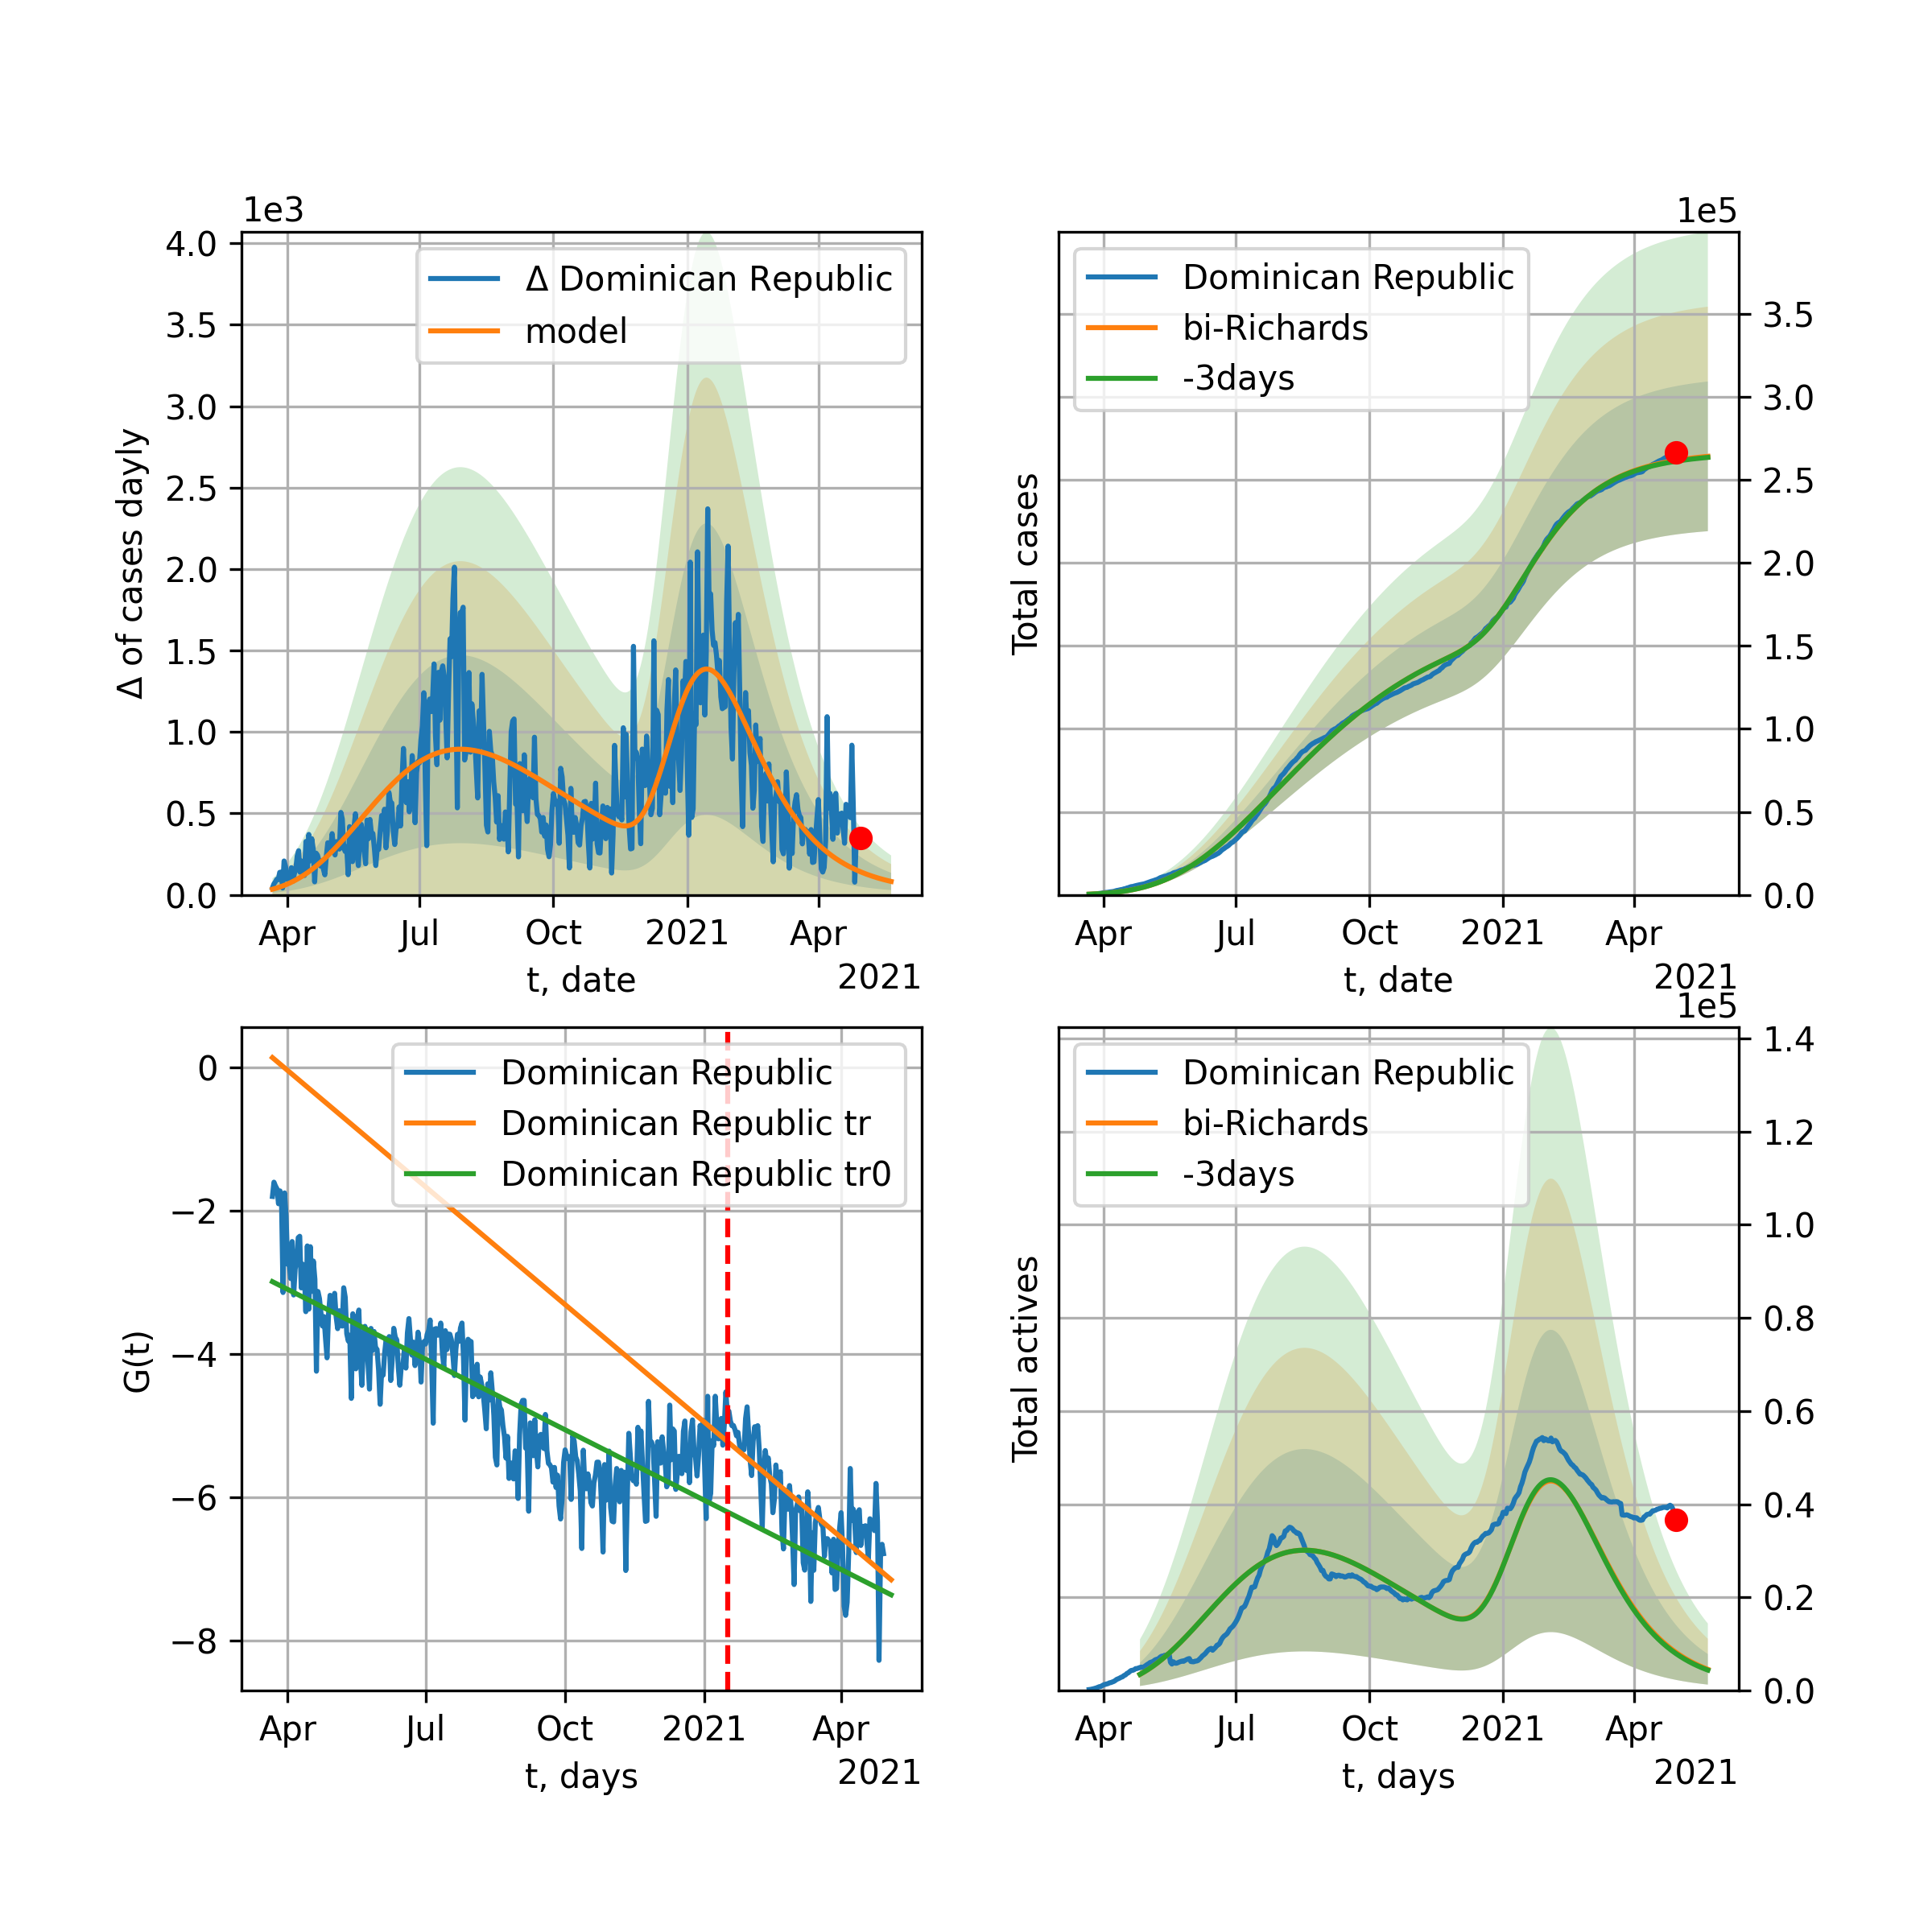 1e3
4.0
3.5
3.0
2.5
2.0
1.5
1.0
0.5
0.0
Δ of cases dayly
Δ Dominican Republic
model
Apr Jul Oct 2021 Apr
t, date
2021
1e5
Dominican Republic
bi-Richards
-3days
Total cases
3.5
3.0
2.5
2.0
1.5
1.0
0.5
0.0
Apr Jul Oct 2021 Apr
t, date
2021
0
−2
−4
−6
−8
G(t)
Dominican Republic
Dominican Republic tr
Dominican Republic tr0
Apr Jul Oct 2021 Apr
t, days
2021
1e5
Dominican Republic
bi-Richards
-3days
Total actives
1.4
1.2
1.0
0.8
0.6
0.4
0.2
0.0
Apr Jul Oct 2021 Apr
t, days
2021